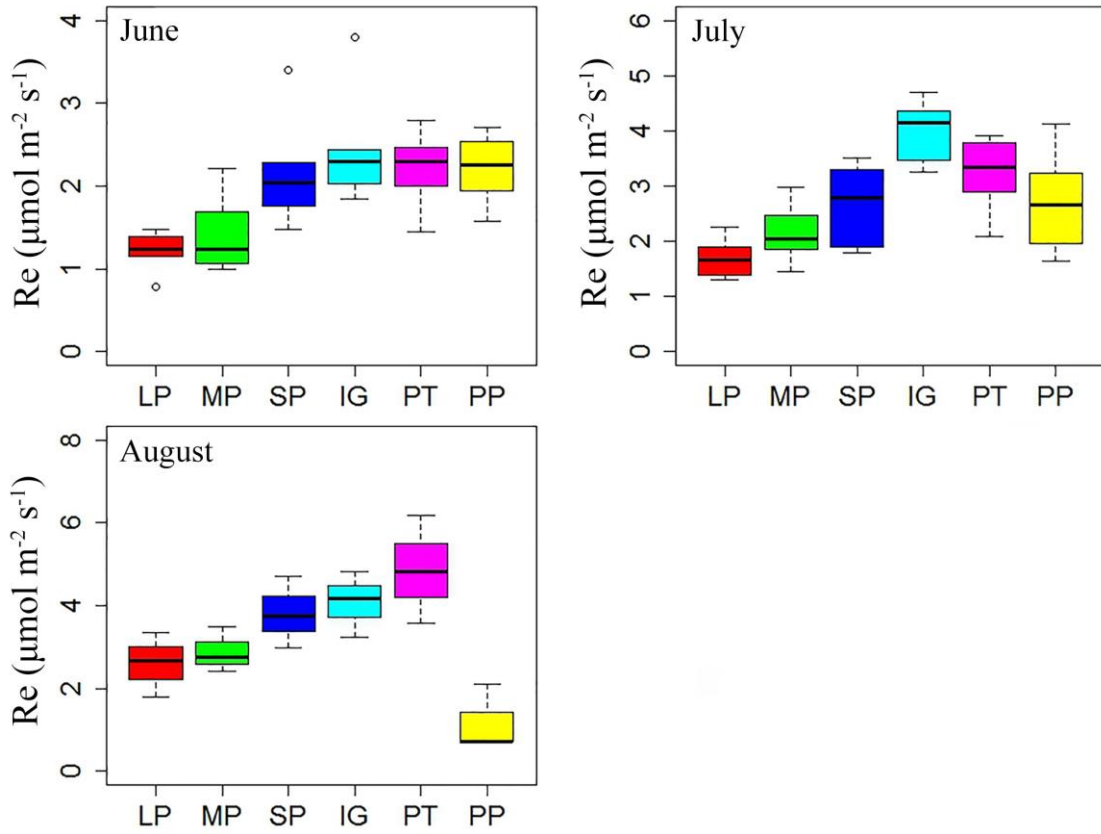 June
Re (µmol m⁻² s⁻¹)
4
3
2
1
0
LP MP SP IG PT PP
July
Re (µmol m⁻² s⁻¹)
6
5
4
3
2
1
0
LP MP SP IG PT PP
August
Re (µmol m⁻² s⁻¹)
8
6
4
2
0
LP MP SP IG PT PP